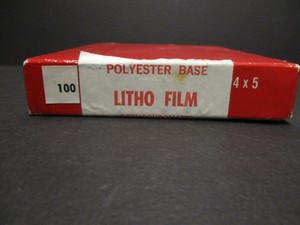 POLYESTER BASE
100
LITHO FILM
4 x 5